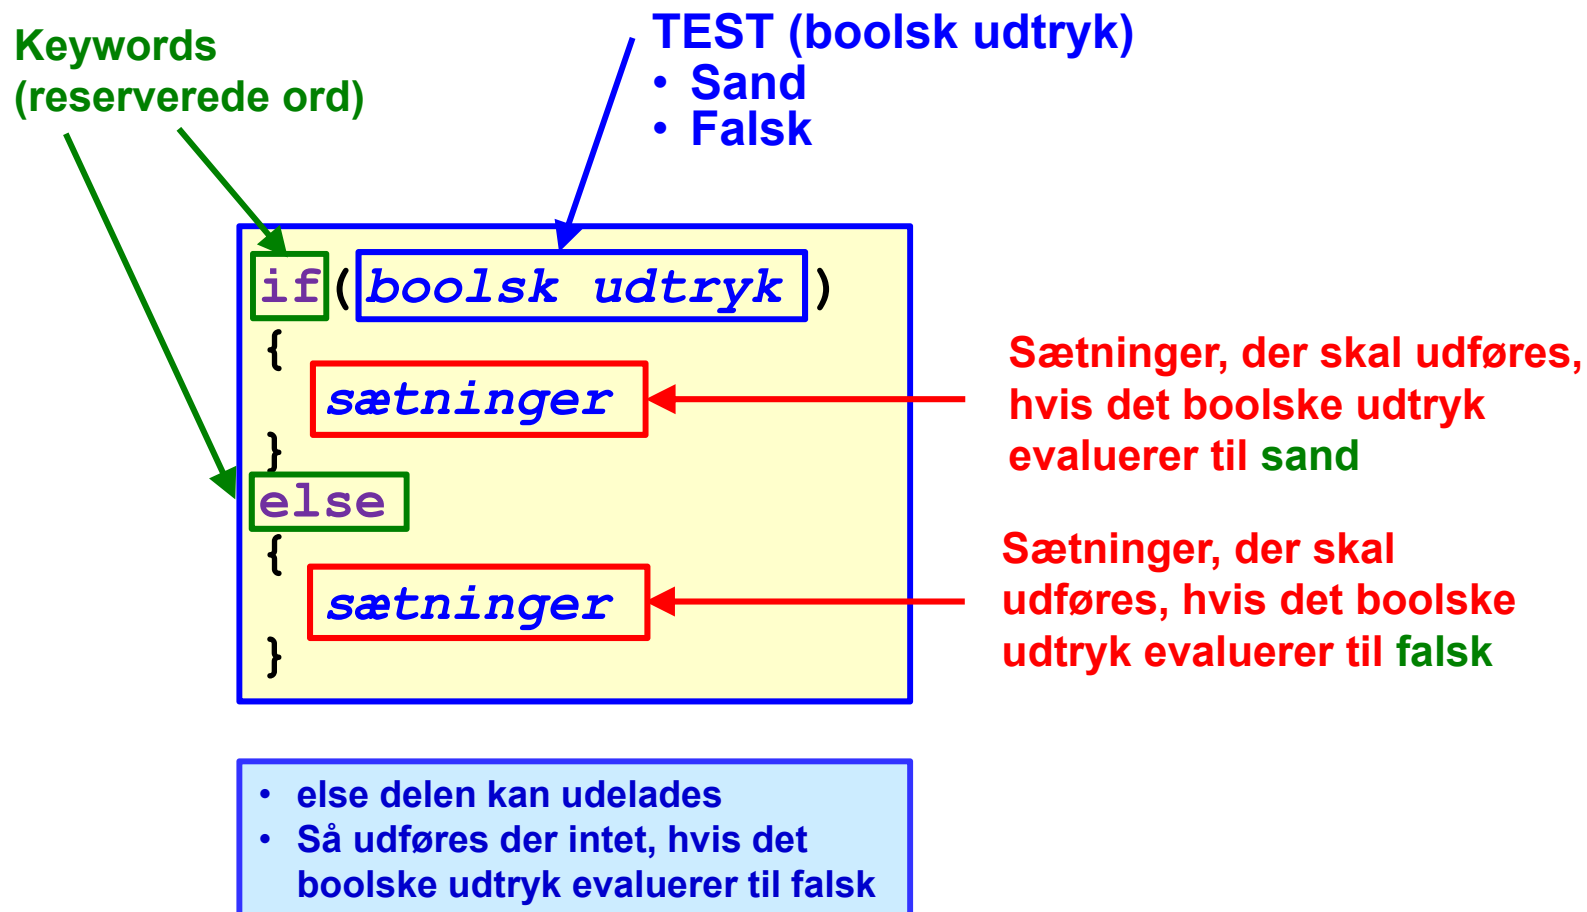 Keywords
(reserverede ord)
TEST (boolsk udtryk)
• Sand
• Falsk
if(boolsk udtryk)
{
sætninger
}
else
{
sætninger
}
Sætninger, der skal udføres,
hvis det boolske udtryk
evaluerer til sand
Sætninger, der skal
udføres, hvis det boolske
udtryk evaluerer til falsk
• else delen kan udelades
• Så udføres der intet, hvis det
boolske udtryk evaluerer til falsk